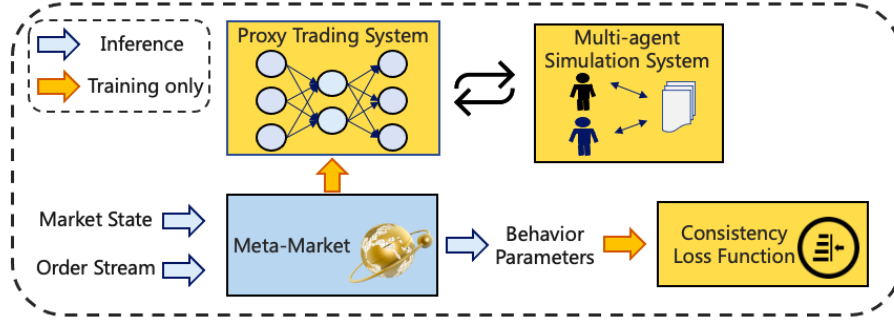 Inference
Training only
Proxy Trading System
Multi-agent
Simulation System
Market State
Order Stream
Meta-Market
Behavior
Parameters
Consistency
Loss Function